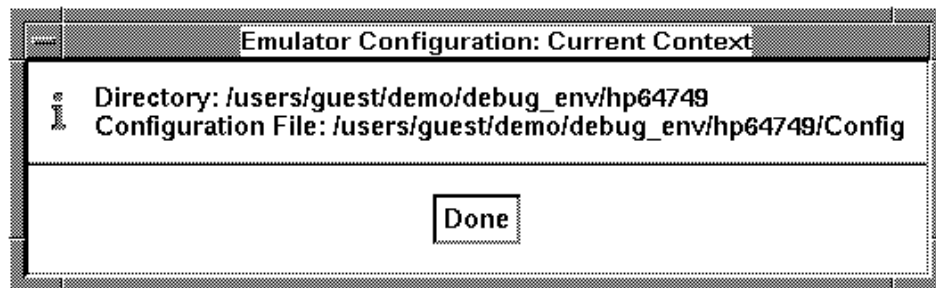 Emulator Configuration: Current Context
Directory: /users/guest/demo/debug_env/hp64749
Configuration File: /users/guest/demo/debug_env/hp64749/Config
Done